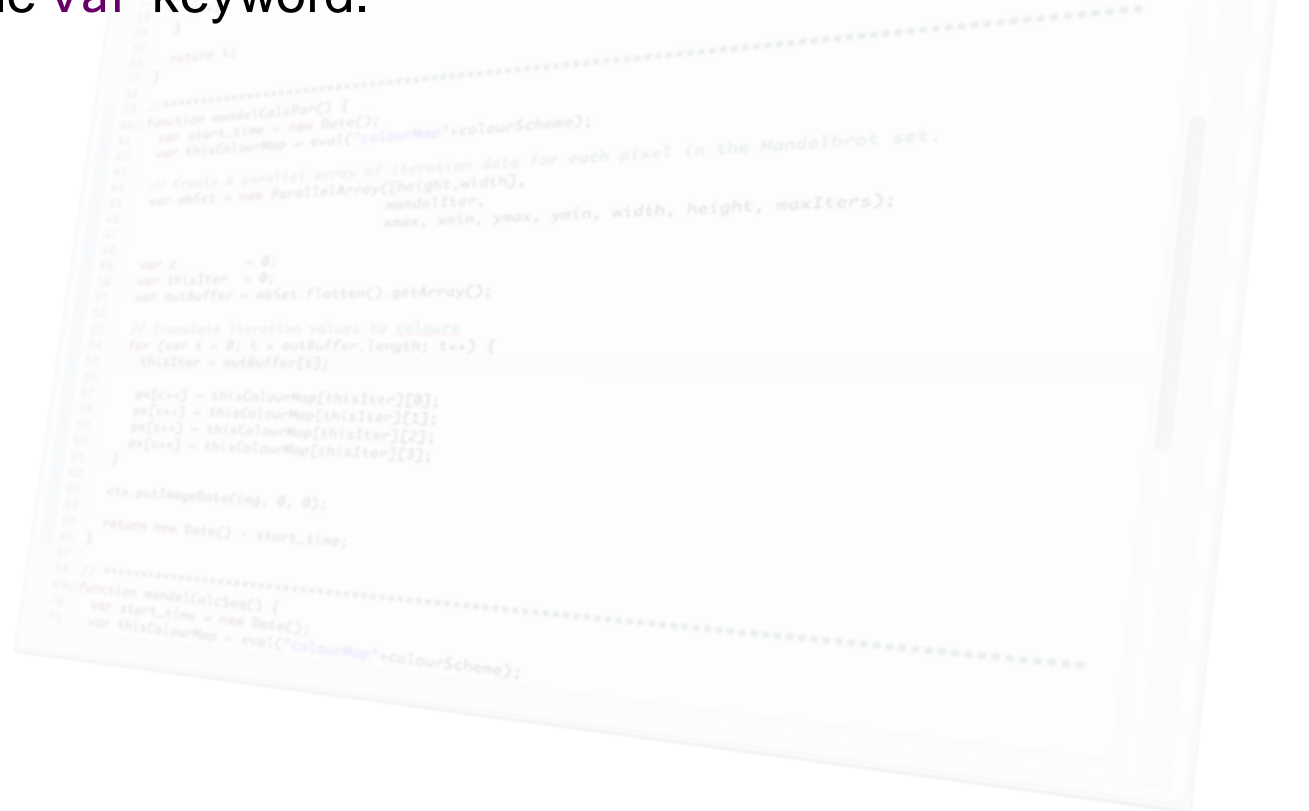 var keyword.
}
return i;
}
//
function mandelCalcPar() {
var start_time = new Date();
var thisColourMap = eval("colourMap"+colourScheme);
// Create a parallel array of iteration data for each pixel in the Mandelbrot set.
var mbSet = new ParallelArray([height,width],
mandelIter,
xmax, xmin, ymax, ymin, width, height, maxIters);
var c = 0;
var thisIter = 0;
var outBuffer = mbSet.flatten().getArray();
// Translate iteration values to colours
for (var t = 0; t < outBuffer.length; t++) {
thisIter = outBuffer[t];
px[c++] = thisColourMap[thisIter][0];
px[c++] = thisColourMap[thisIter][1];
px[c++] = thisColourMap[thisIter][2];
px[c++] = thisColourMap[thisIter][3];
}
ctx.putImageData(img, 0, 0);
return new Date() - start_time;
}
//
function mandelCalcSeq() {
var start_time = new Date();
var thisColourMap = eval("colourMap"+colourScheme);